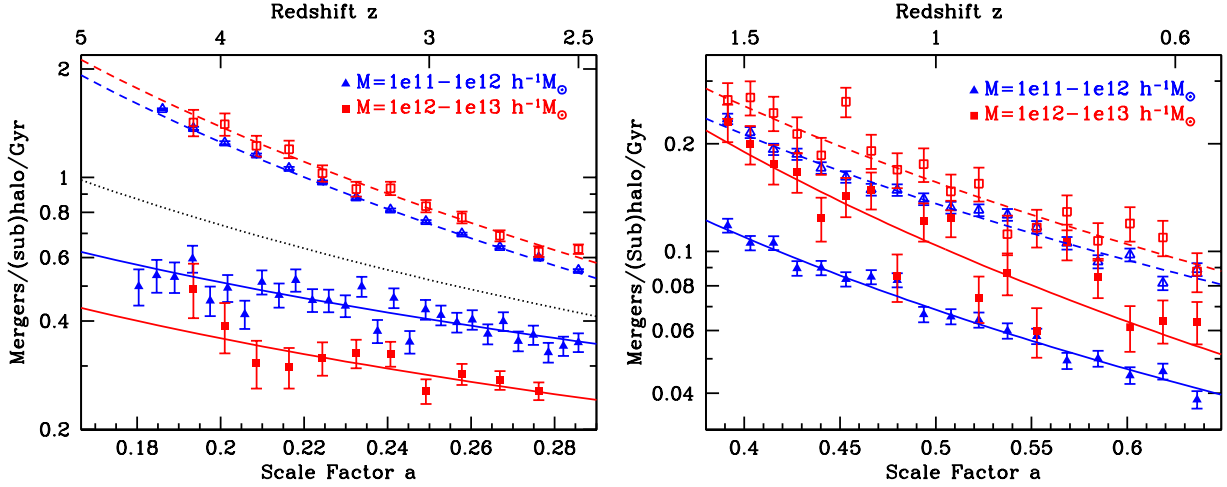 Redshift z
5 4 3 2.5
M=1e11−1e12 h⁻¹M☉
M=1e12−1e13 h⁻¹M☉
Mergers/(sub)halo/Gyr
2
1
0.8
0.6
0.4
0.2
0.18 0.2 0.22 0.24 0.26 0.28
Scale Factor a
Redshift z
1.5 1 0.6
M=1e11−1e12 h⁻¹M☉
M=1e12−1e13 h⁻¹M☉
Mergers/(Sub)halo/Gyr
0.2
0.1
0.08
0.06
0.04
0.4 0.45 0.5 0.55 0.6
Scale Factor a